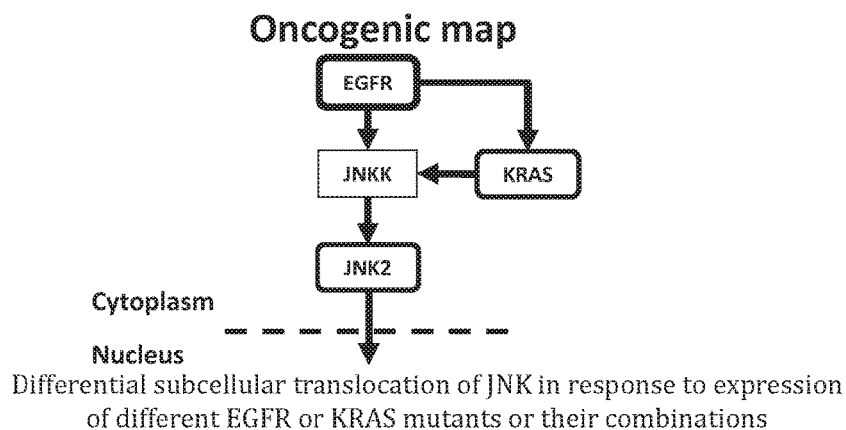 Oncogenic map
EGFR
JNKK
KRAS
JNK2
Cytoplasm
Nucleus
Differential subcellular translocation of JNK in response to expression
of different EGFR or KRAS mutants or their combinations